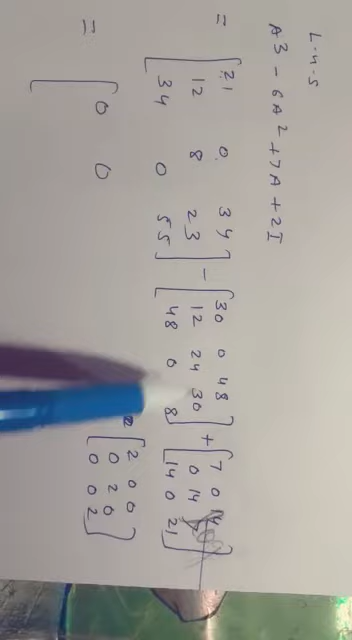 L.H.S
A3 - 6A2 + 7A + 2I
= [21 0 34
12 8 23
34 0 55] - [30 0 48
12 24 30
48 0 8] + [7 0
0 14
14 0 21]
[2 0 0
0 2 0
0 0 2]
= [0 0